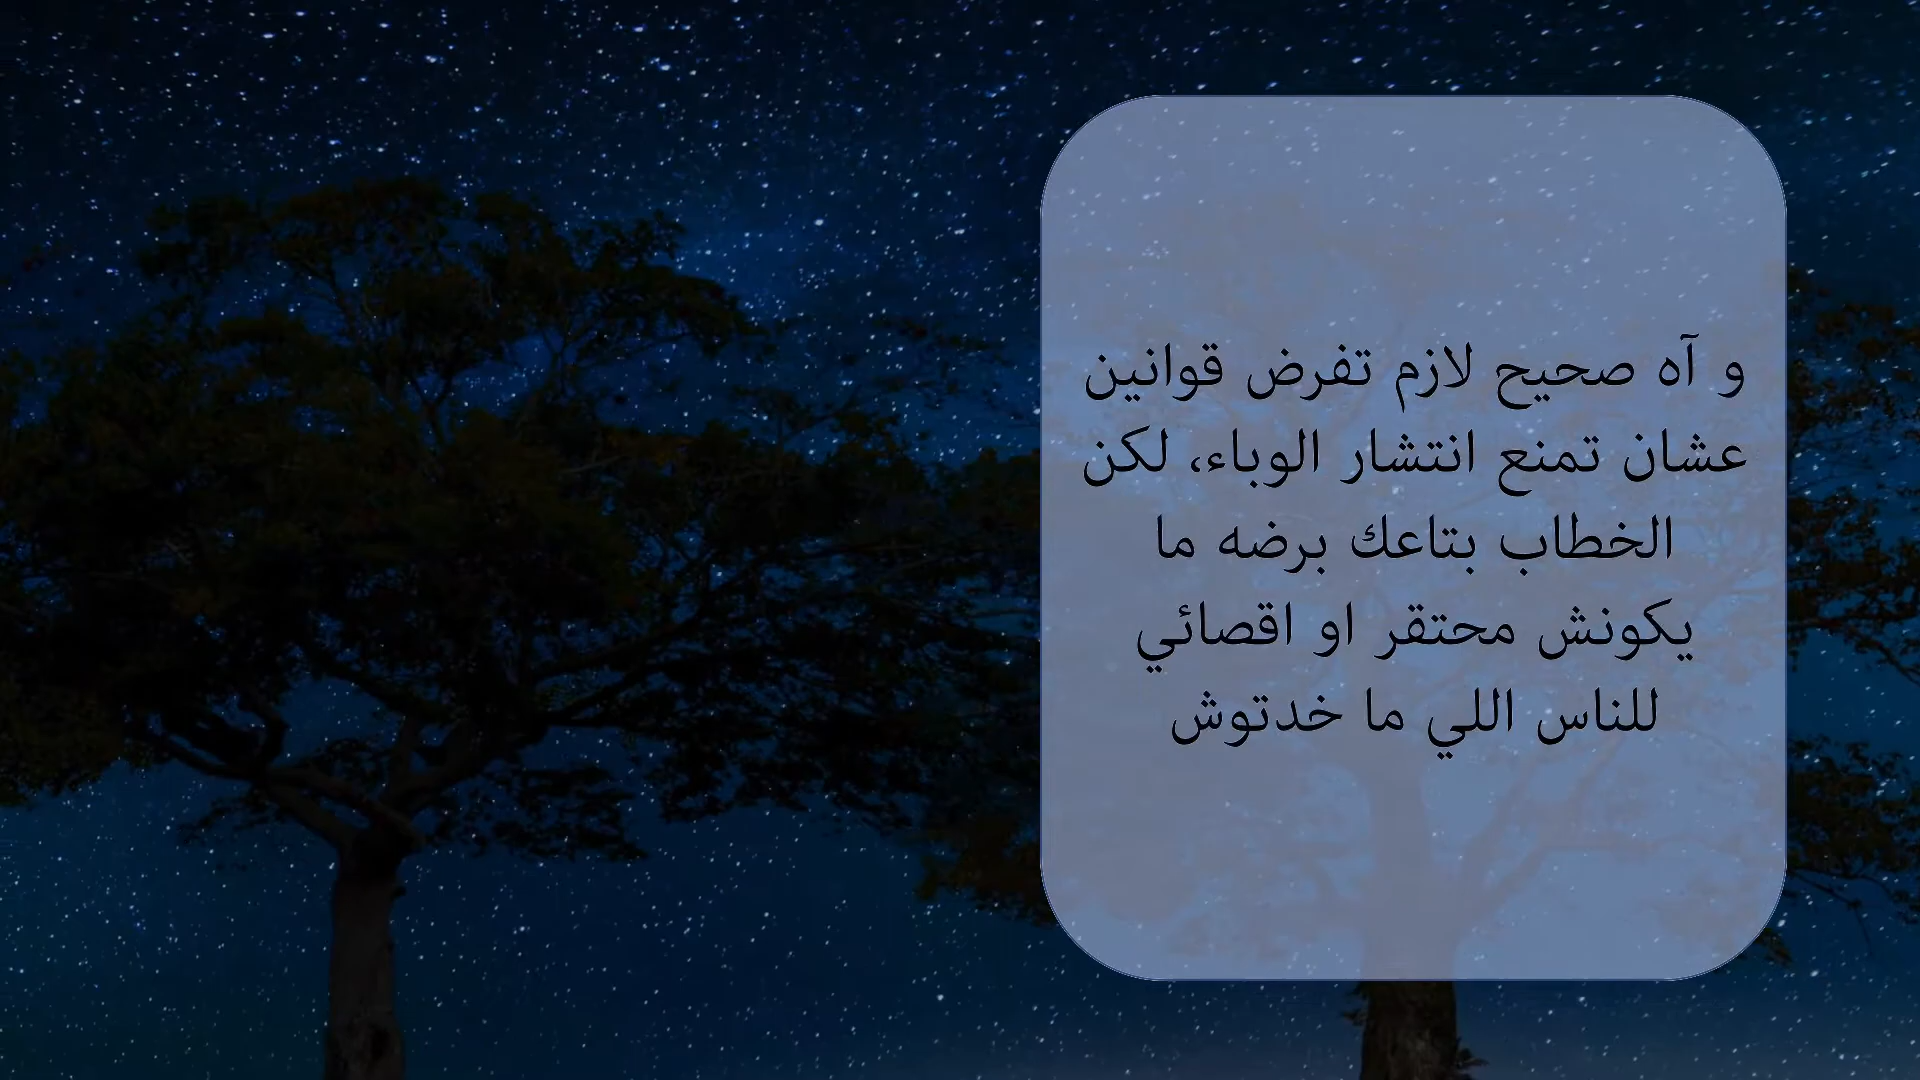 و آه صحيح لازم تفرض قوانين
عشان تمنع انتشار الوباء، لكن
الخطاب بتاعك برضه ما
يكونش محتقر او اقصائي
للناس اللي ما خدتوش